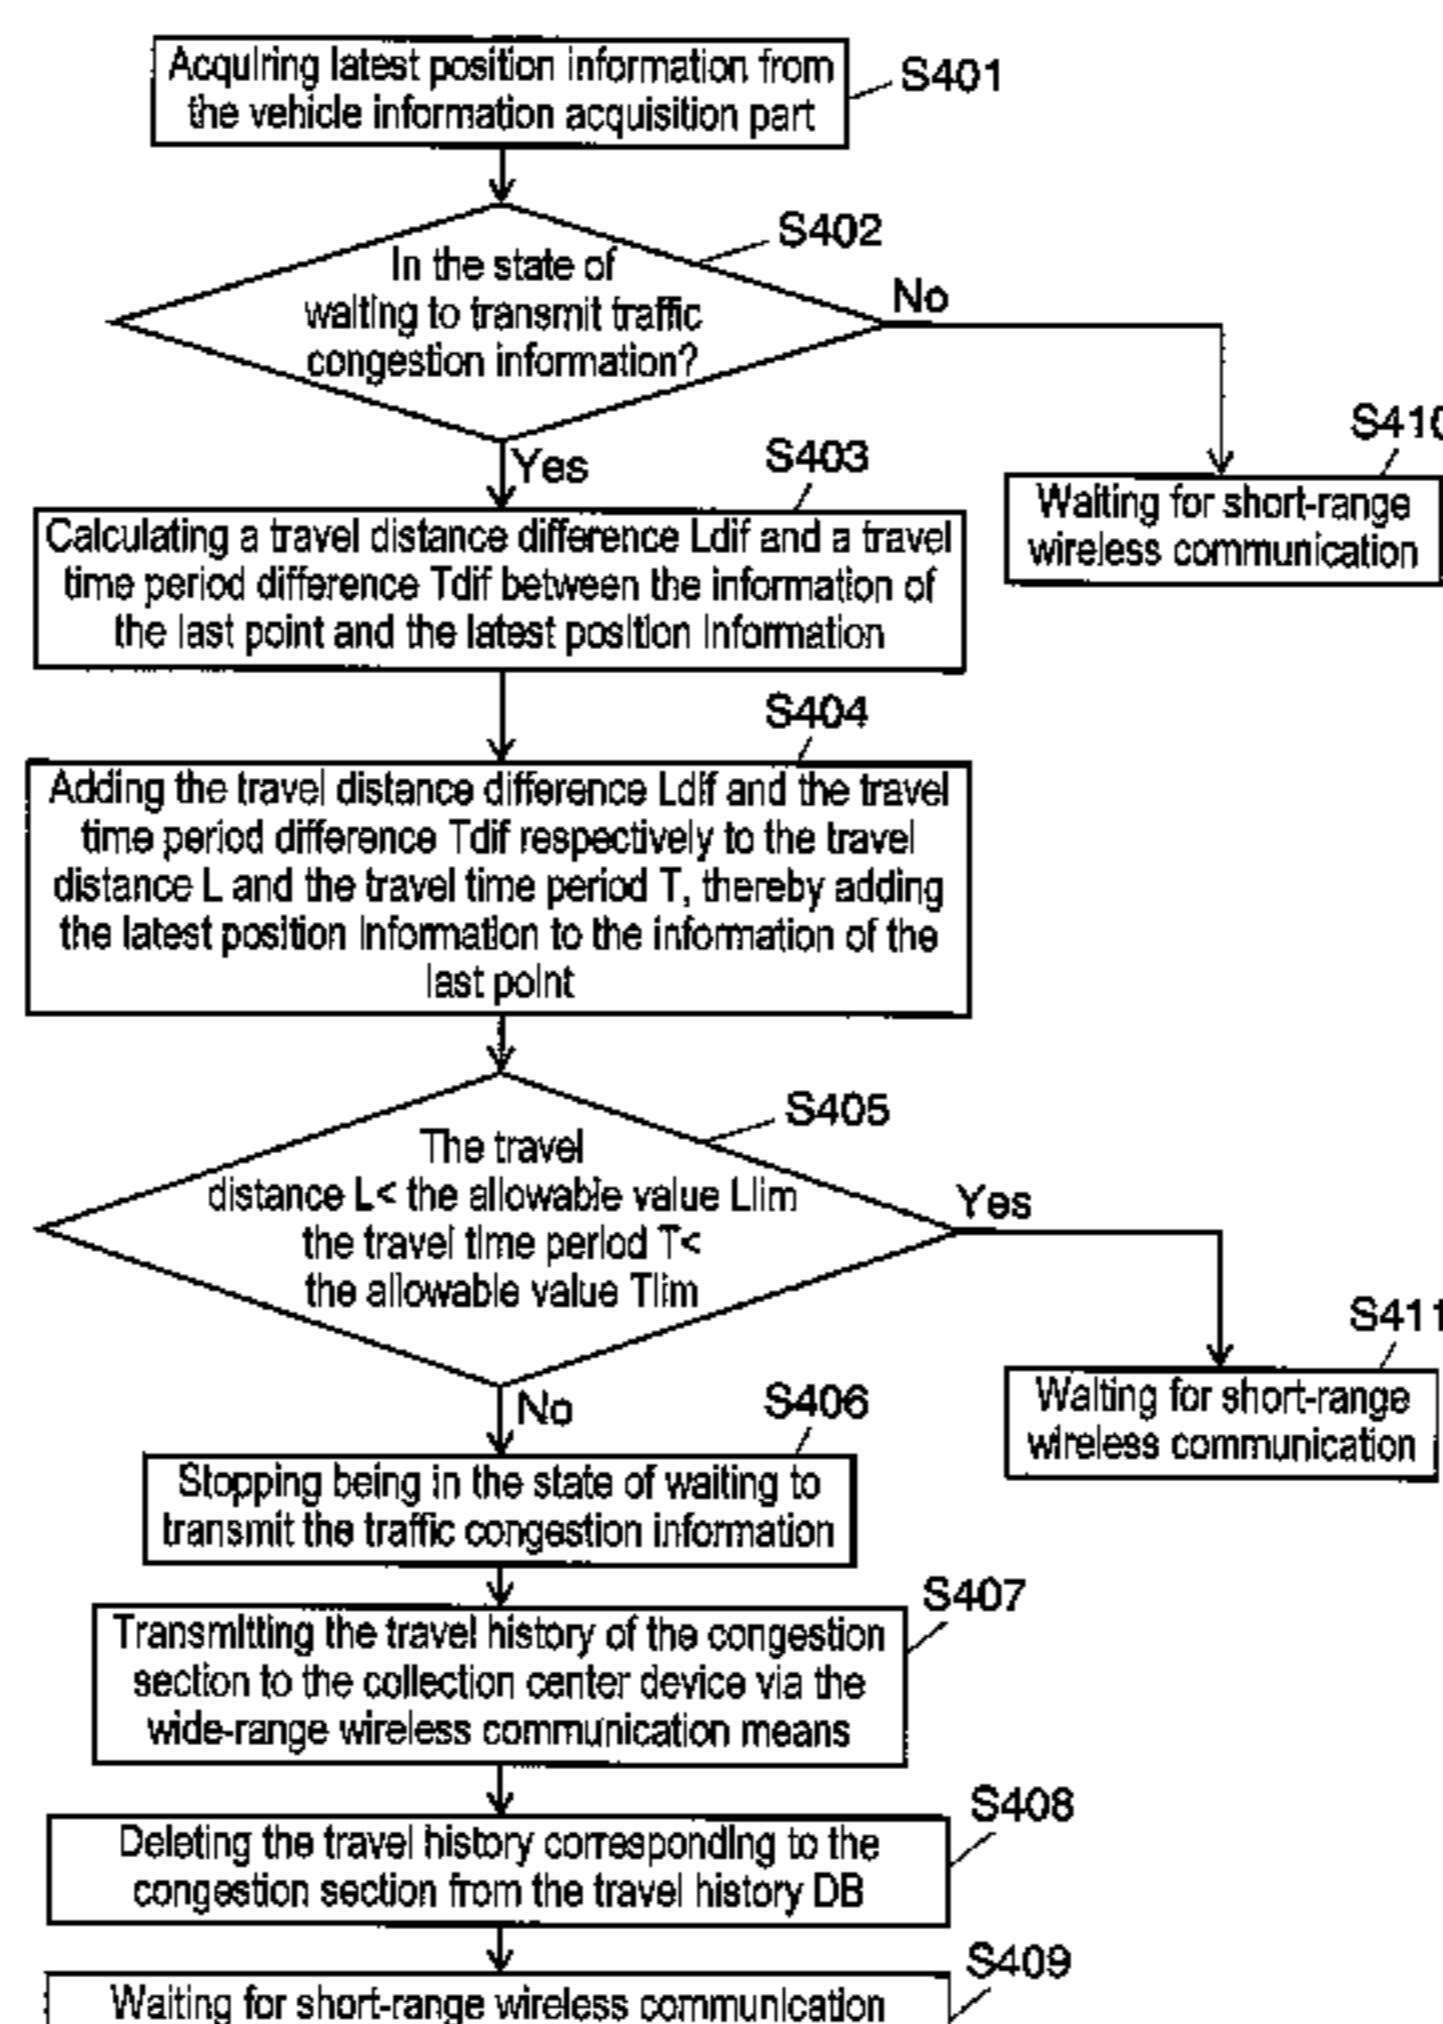 Acquiring latest position information from
the vehicle information acquisition part
S401
S402
In the state of
waiting to transmit traffic
congestion information?
No
Yes
S410
Waiting for short-range
wireless communication
S403
Calculating a travel distance difference Ldif and a travel
time period difference Tdif between the information of
the last point and the latest position information
S404
Adding the travel distance difference Ldif and the travel
time period difference Tdif respectively to the travel
distance L and the travel time period T, thereby adding
the latest position information to the information of the
last point
S405
The travel
distance L< the allowable value Llim
the travel time period T<
the allowable value Tlim
Yes
No
S411
Waiting for short-range
wireless communication
S406
Stopping being in the state of waiting to
transmit the traffic congestion information
S407
Transmitting the travel history of the congestion
section to the collection center device via the
wide-range wireless communication means
S408
Deleting the travel history corresponding to the
congestion section from the travel history DB
S409
Waiting for short-range wireless communication